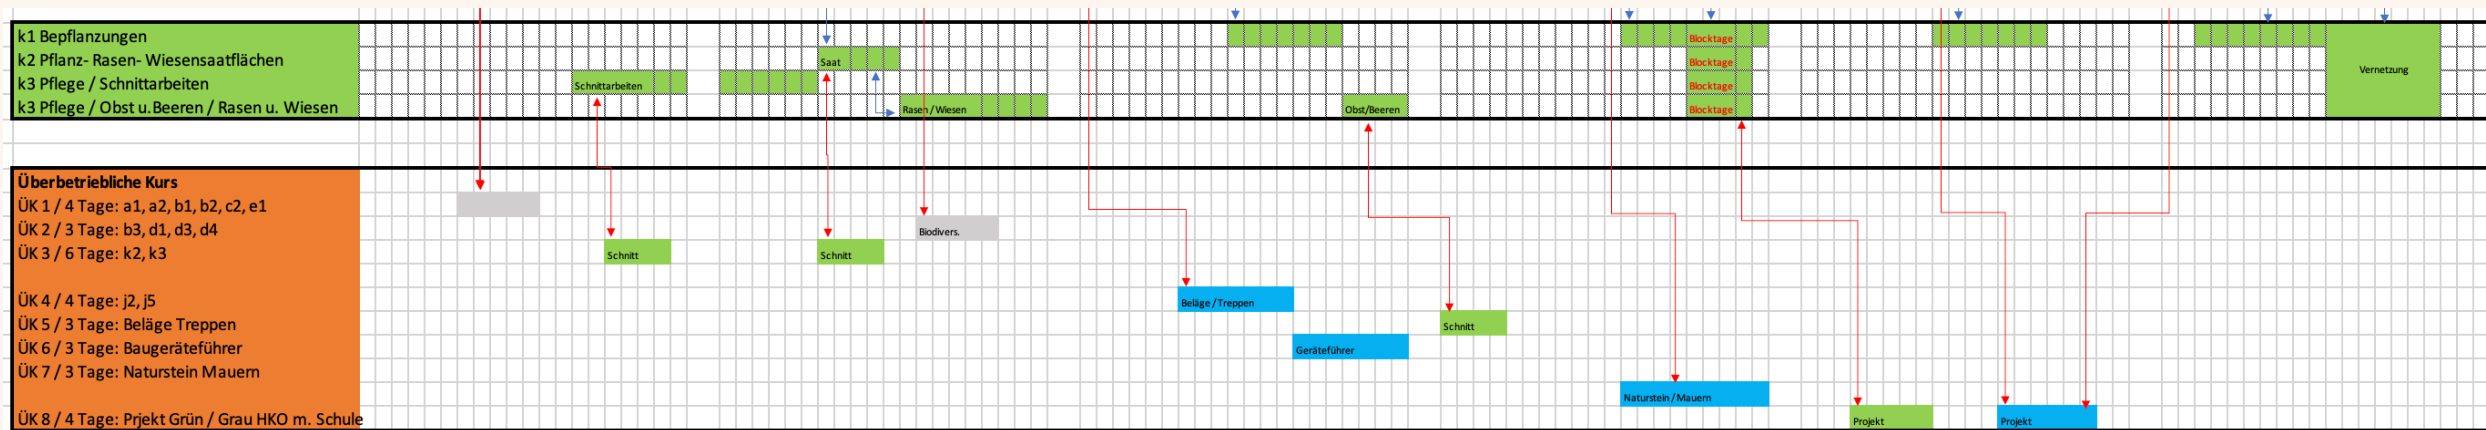 k1 Bepflanzungen
Blocktage
k2 Pflanz- Rasen- Wiesensaatflächen
Saat
Blocktage
Vernetzung
k3 Pflege / Schnittarbeiten
Schnittarbeiten
Blocktage
k3 Pflege / Obst u.Beeren / Rasen u. Wiesen
Rasen / Wiesen
Obst/Beeren
Blocktage
Überbetriebliche Kurs
ÜK 1 / 4 Tage: a1, a2, b1, b2, c2, e1
ÜK 2 / 3 Tage: b3, d1, d3, d4
Biodivers.
ÜK 3 / 6 Tage: k2, k3
Schnitt
Schnitt
ÜK 4 / 4 Tage: j2, j5
Beläge / Treppen
ÜK 5 / 3 Tage: Beläge Treppen
Schnitt
ÜK 6 / 3 Tage: Baugeräteführer
Geräteführer
ÜK 7 / 3 Tage: Naturstein Mauern
Naturstein / Mauern
ÜK 8 / 4 Tage: Prjekt Grün / Grau HKO m. Schule
Projekt
Projekt